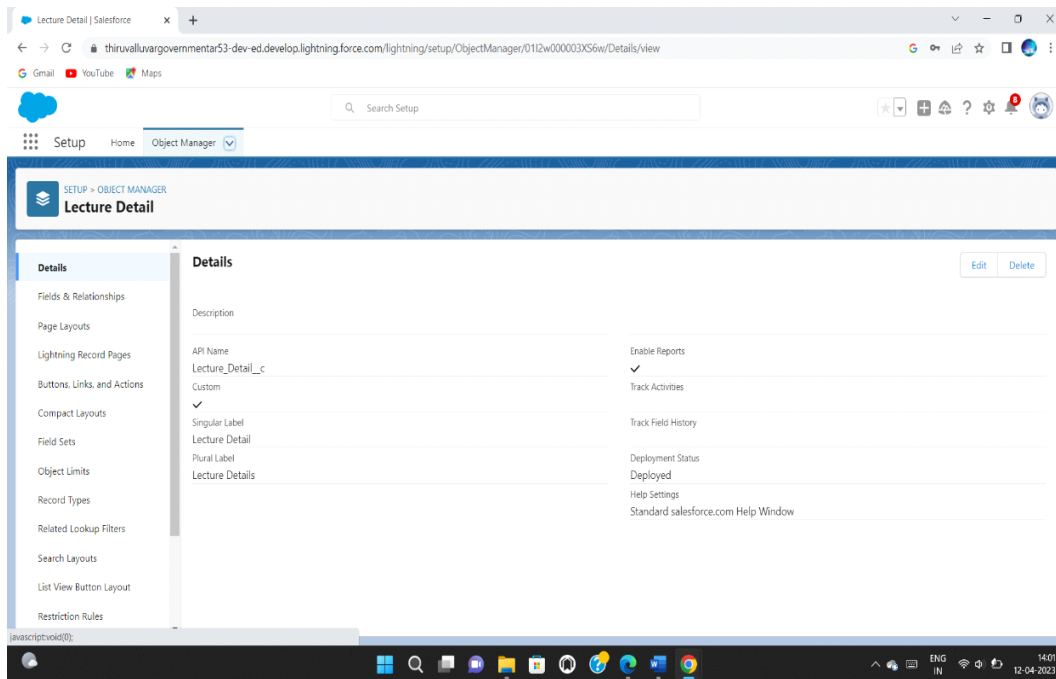 Lecture Detail | Salesforce
thiruvalluvargovernmentar53-dev-ed.develop.lightning.force.com/lightning/setup/ObjectManager/01I2w000003XS6w/Details/view
Gmail YouTube Maps
Search Setup
8
Setup Home Object Manager
SETUP > OBJECT MANAGER
Lecture Detail
Details
Fields & Relationships
Page Layouts
Lightning Record Pages
Buttons, Links, and Actions
Compact Layouts
Field Sets
Object Limits
Record Types
Related Lookup Filters
Search Layouts
List View Button Layout
Restriction Rules
Details
Edit Delete
Description
API Name
Lecture_Detail__c
Custom
Singular Label
Lecture Detail
Plural Label
Lecture Details
Enable Reports
Track Activities
Track Field History
Deployment Status
Deployed
Help Settings
Standard salesforce.com Help Window
javascript:void(0);
ENG
IN
14:01
12-04-2023